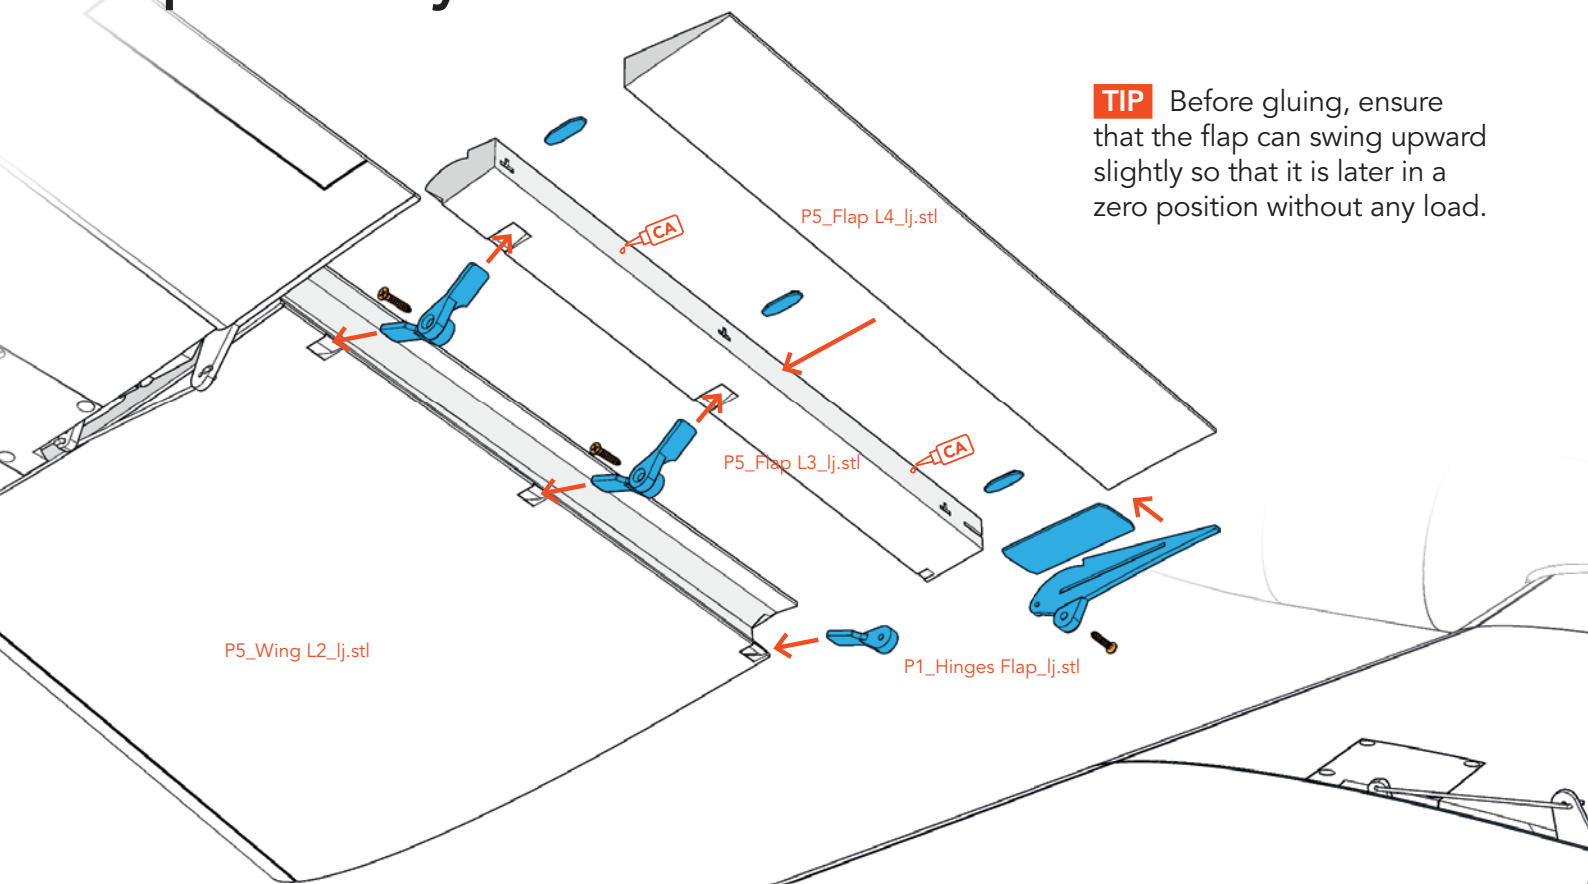 TIP Before gluing, ensure
that the flap can swing upward
slightly so that it is later in a
zero position without any load.
P5_Flap L4_lj.stl
CA
P5_Flap L3_lj.stl
CA
P5_Wing L2_lj.stl
P1_Hinges Flap_lj.stl